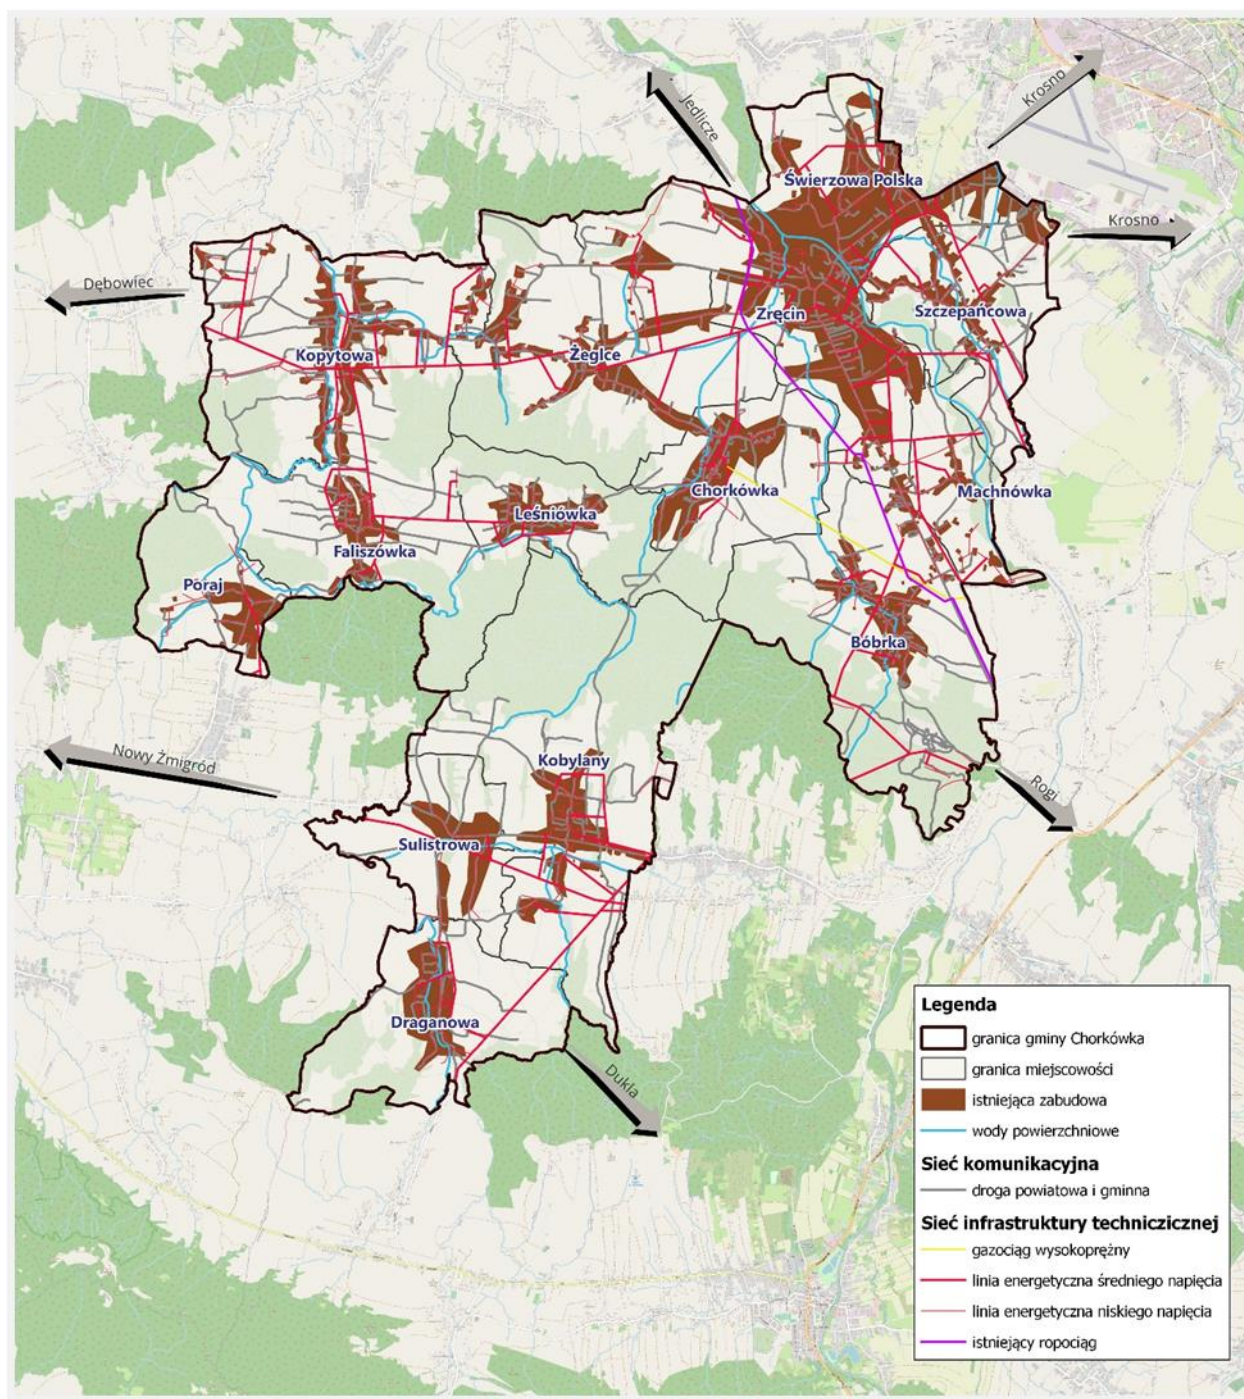 Krosno
Jedlicze
Świerzowa Polska
Krosno
Dębowiec
Szczepańcowa
Zręcin
Kopytowa
Żeglce
Chorkówka
Machnówka
Leśniówka
Faliszówka
Poraj
Bóbrka
Nowy Żmigród
Kobylany
Rogi
Sulistrowa
Draganowa
Dukla
Legenda
granica gminy Chorkówka
granica miejscowości
istniejąca zabudowa
wody powierzchniowe
Sieć komunikacyjna
droga powiatowa i gminna
Sieć infrastruktury techniczicznej
gazociąg wysokoprężny
linia energetyczna średniego napięcia
linia energetyczna niskiego napięcia
istniejący ropociąg